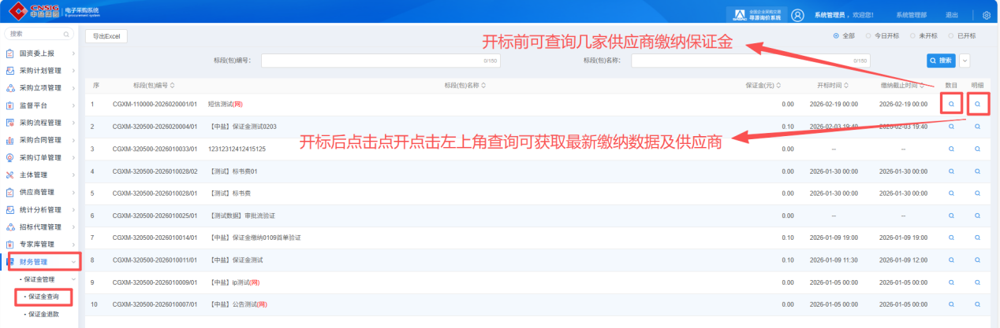 CNSIG 中盐集团 电子采购系统
E-procurement system
全国企业采购交易
寻源询价系统
系统管理员，欢迎您! 系统管理部 退出
搜索
导出Excel
全部 今日开标 未开标 已开标
开标前可查询几家供应商缴纳保证金
标段(包)编号： 0/150 标段(包)名称： 0/150 搜索
国资委上报
采购计划管理
采购立项管理
监督平台
采购流程管理
采购合同管理
采购订单管理
主体管理
供应商管理
统计分析管理
招标代理管理
专家库管理
财务管理
保证金管理
保证金查询
保证金退款
序 标段(包)编号 标段(包)名称 保证金(元) 开标时间 缴纳截止时间 数目 明细
1 CGXM-110000-2026020001/01 短信测试(网) 0.00 2026-02-19 00:00 2026-02-19 00:00
2 CGXM-320500-2026020004/01 【中盐】保证金测试0203 0.10 2026-02-03 19:40 2026-02-03 19:40
开标后点击点开点击左上角查询可获取最新缴纳数据及供应商
3 CGXM-320500-2026010033/01 12312312412415125 0.00 -- --
4 CGXM-320500-2026010028/02 【测试】标书费01 0.00 2026-01-30 00:00 2026-01-30 00:00
5 CGXM-320500-2026010028/01 【测试】标书费 0.00 2026-01-30 00:00 2026-01-30 00:00
6 CGXM-320500-2026010025/01 【测试数据】审批流验证 0.00 -- --
7 CGXM-320500-2026010014/01 【中盐】保证金缴纳0109首单验证 0.10 2026-01-09 19:00 2026-01-09 19:00
8 CGXM-320500-2026010011/01 【中盐】保证金测试 0.10 2026-01-09 11:30 2026-01-09 12:00
9 CGXM-320500-2026010009/01 【中盐】ip测试(网) 0.00 2026-01-05 00:00 2026-01-05 00:00
10 CGXM-320500-2026010007/01 【中盐】公告测试(网) 0.00 2026-01-05 00:00 2026-01-05 00:00